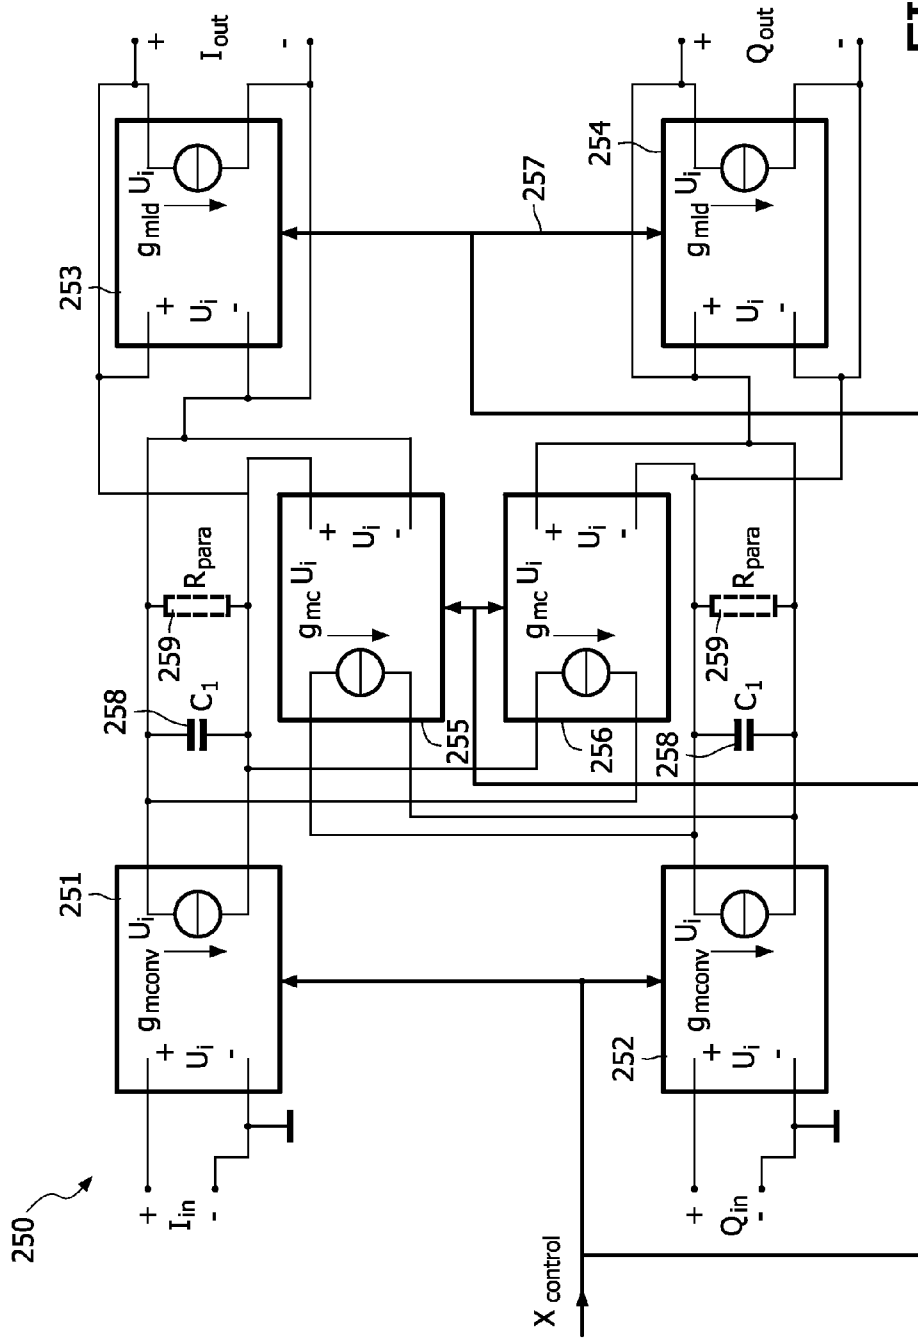 250
I_in
+
-
251
+
U_i
-
g_mconv U_i
258
C_1
259
R_para
253
+
U_i
-
g_mld U_i
+
I_out
-
255
g_mc U_i
+
U_i
-
257
256
g_mc U_i
+
U_i
-
X control
Q_in
+
-
252
+
U_i
-
g_mconv U_i
258
C_1
259
R_para
254
+
U_i
-
g_mld U_i
+
Q_out
-